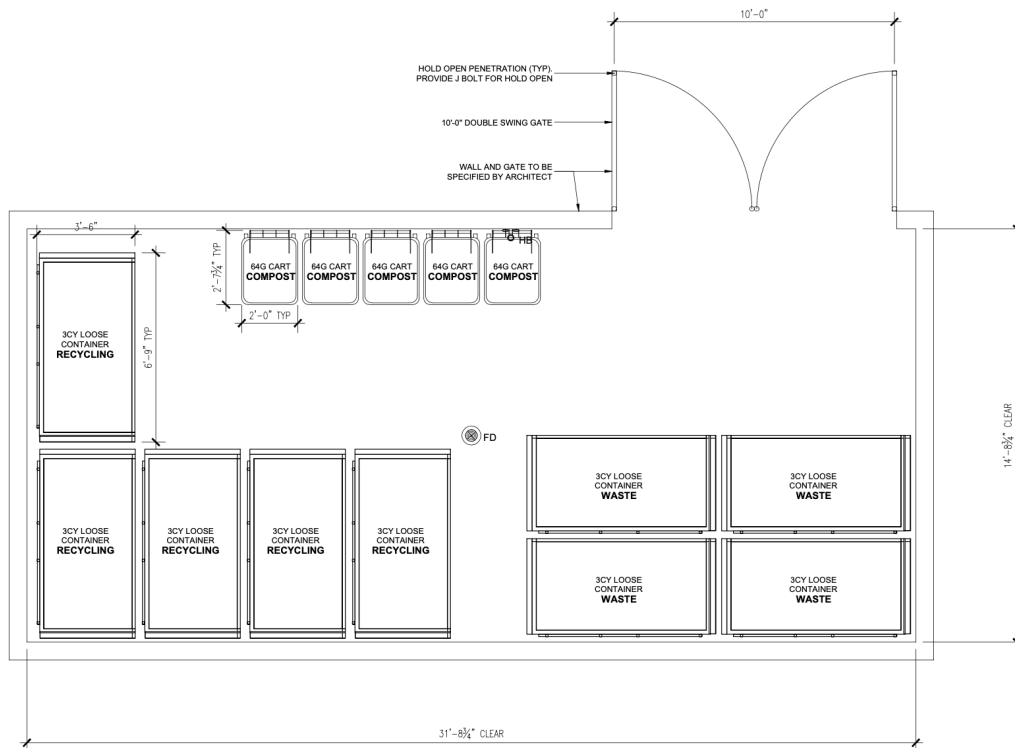 10'-0"
HOLD OPEN PENETRATION (TYP).
PROVIDE J BOLT FOR HOLD OPEN
10'-0" DOUBLE SWING GATE
WALL AND GATE TO BE
SPECIFIED BY ARCHITECT
3'-6"
2'-7¾" TYP
64G CART
COMPOST
64G CART
COMPOST
64G CART
COMPOST
64G CART
COMPOST
HB
64G CART
COMPOST
2'-0" TYP
3CY LOOSE
CONTAINER
RECYCLING
6'-9" TYP
FD
14'-8¾" CLEAR
3CY LOOSE
CONTAINER
WASTE
3CY LOOSE
CONTAINER
WASTE
3CY LOOSE
CONTAINER
RECYCLING
3CY LOOSE
CONTAINER
RECYCLING
3CY LOOSE
CONTAINER
RECYCLING
3CY LOOSE
CONTAINER
RECYCLING
3CY LOOSE
CONTAINER
WASTE
3CY LOOSE
CONTAINER
WASTE
31'-8¾" CLEAR